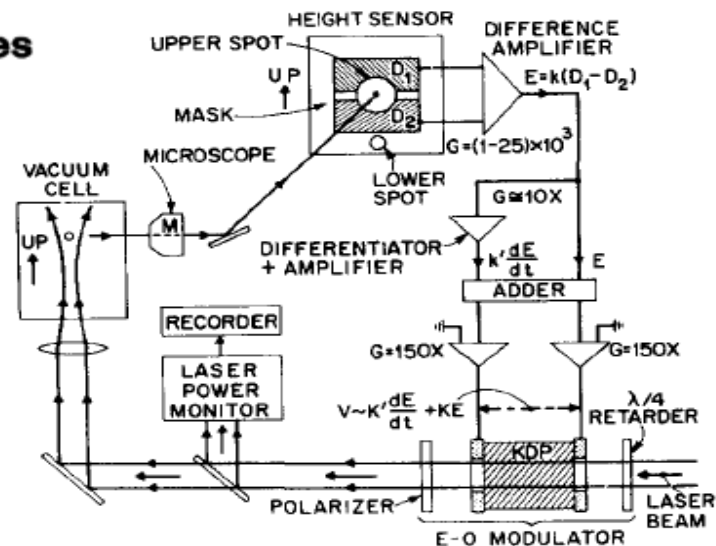 es
HEIGHT SENSOR
UPPER SPOT
DIFFERENCE
AMPLIFIER
UP
D₁
E=k(D₁-D₂)
MASK
D₂
MICROSCOPE
G=(1-25)×10³
LOWER
SPOT
VACUUM
CELL
M
G≅10X
UP
DIFFERENTIATOR
+ AMPLIFIER
k' dE/dt
E
ADDER
RECORDER
G=150X
G=150X
LASER
POWER
MONITOR
V~K' dE/dt +KE
λ/4
RETARDER
KDP
POLARIZER
LASER
BEAM
E-O MODULATOR